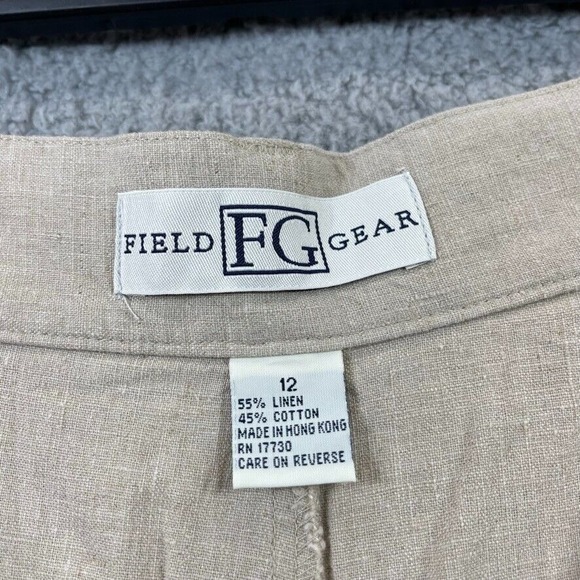 FIELD FG GEAR
12
55% LINEN
45% COTTON
MADE IN HONG KONG
RN 17730
CARE ON REVERSE